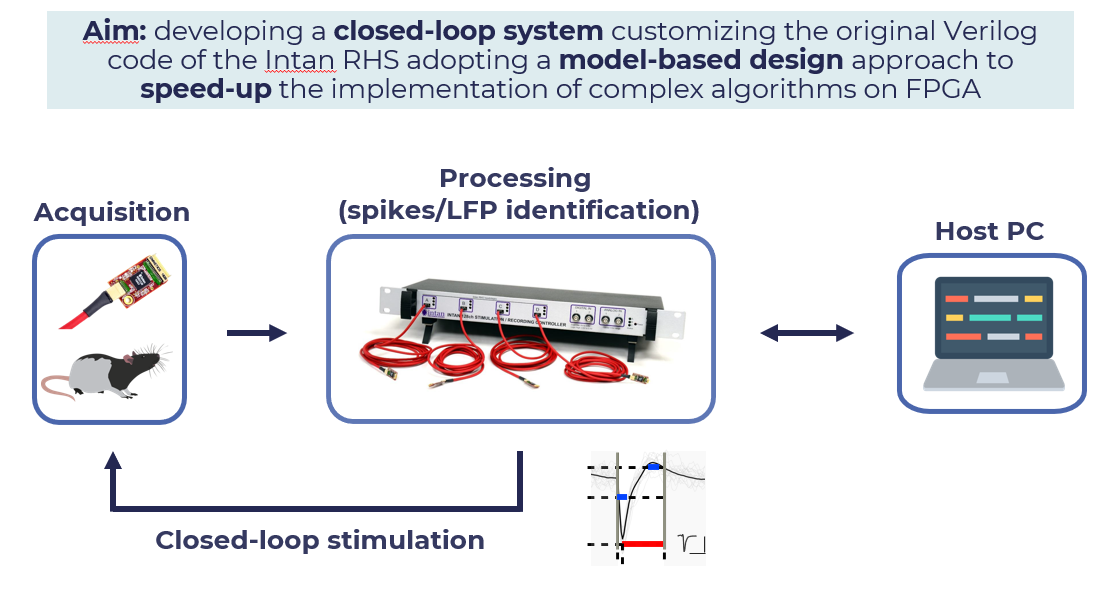 Aim: developing a closed-loop system customizing the original Verilog
code of the Intan RHS adopting a model-based design approach to
speed-up the implementation of complex algorithms on FPGA
Processing
(spikes/LFP identification)
Acquisition
Host PC
A
B
C
D
intan
INTAN 128ch STIMULATION / RECORDING CONTROLLER
Closed-loop stimulation